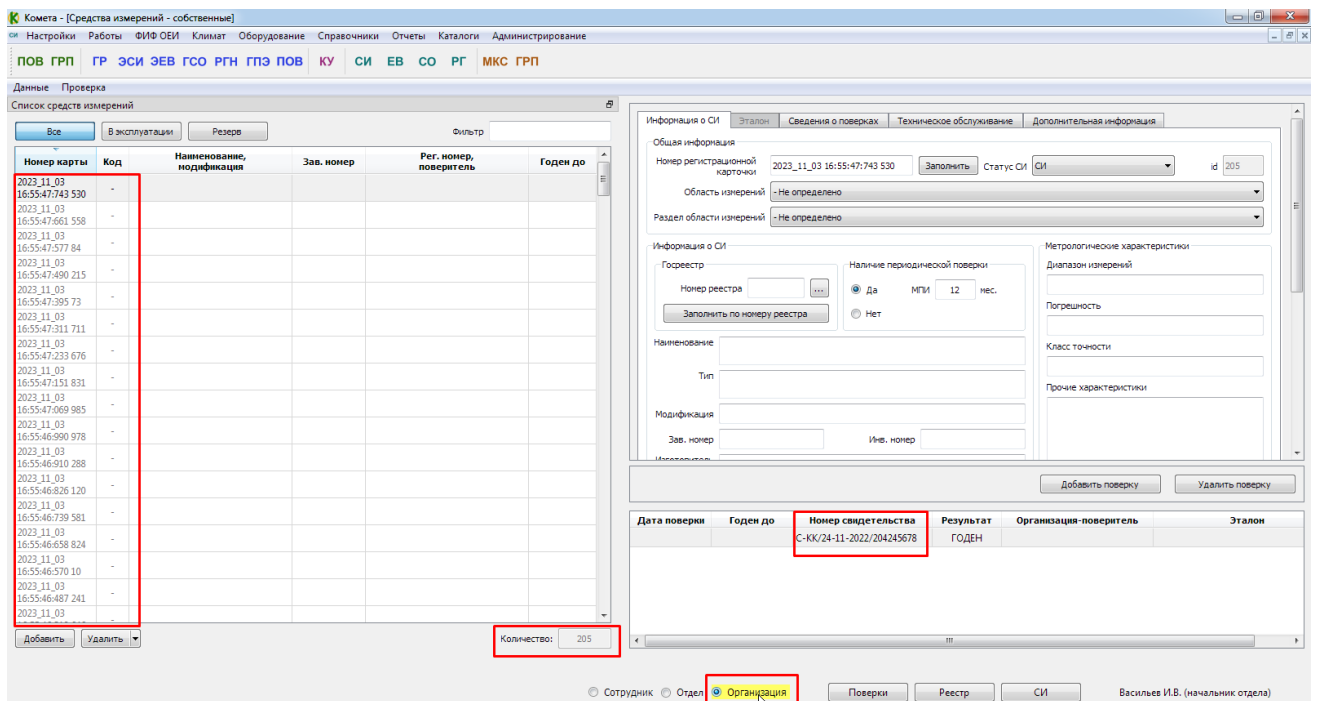 Комета - [Средства измерений - собственные]
СИ Настройки Работы ФИФ ОЕИ Климат Оборудование Справочники Отчеты Каталоги Администрирование
ПОВ ГРП ГР ЭСИ ЭЕВ ГСО РГН ГПЭ ПОВ КУ СИ ЕВ СО РГ МКС ГРП
Данные Проверка
Список средств измерений
Все В эксплуатации Резерв Фильтр
Номер карты Код Наименование, модификация Зав. номер Рег. номер, поверитель Годен до
2023_11_03
16:55:47:743 530 -
2023_11_03
16:55:47:661 558 -
2023_11_03
16:55:47:577 84 -
2023_11_03
16:55:47:490 215 -
2023_11_03
16:55:47:395 73 -
2023_11_03
16:55:47:311 711 -
2023_11_03
16:55:47:233 676 -
2023_11_03
16:55:47:151 831 -
2023_11_03
16:55:47:069 985 -
2023_11_03
16:55:46:990 978 -
2023_11_03
16:55:46:910 288 -
2023_11_03
16:55:46:826 120 -
2023_11_03
16:55:46:739 581 -
2023_11_03
16:55:46:658 824 -
2023_11_03
16:55:46:570 10 -
2023_11_03
16:55:46:487 241 -
2023_11_03
Добавить Удалить Количество: 205
Информация о СИ Эталон Сведения о поверках Техническое обслуживание Дополнительная информация
Общая информация
Номер регистрационной карточки 2023_11_03 16:55:47:743 530 Заполнить Статус СИ СИ id 205
Область измерений - Не определено
Раздел области измерений - Не определено
Информация о СИ
Госреестр
Номер реестра ...
Заполнить по номеру реестра
Наличие периодической поверки
Да МПИ 12 мес.
Нет
Наименование
Тип
Модификация
Зав. номер Инв. номер
Метрологические характеристики
Диапазон измерений
Погрешность
Класс точности
Прочие характеристики
Добавить поверку Удалить поверку
Дата поверки Годен до Номер свидетельства Результат Организация-поверитель Эталон
С-КК/24-11-2022/204245678 ГОДЕН
Сотрудник Отдел Организация Поверки Реестр СИ Васильев И.В. (начальник отдела)